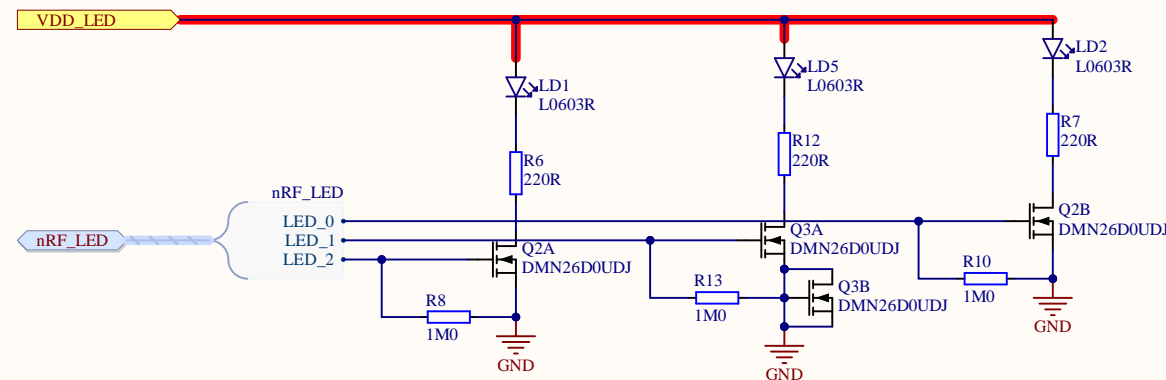 VDD_LED
LD1
L0603R
LD5
L0603R
LD2
L0603R
R6
220R
R12
220R
R7
220R
nRF_LED
LED_0
LED_1
LED_2
nRF_LED
Q2A
DMN26D0UDJ
Q3A
DMN26D0UDJ
Q2B
DMN26D0UDJ
R8
1M0
R13
1M0
Q3B
DMN26D0UDJ
R10
1M0
GND
GND
GND